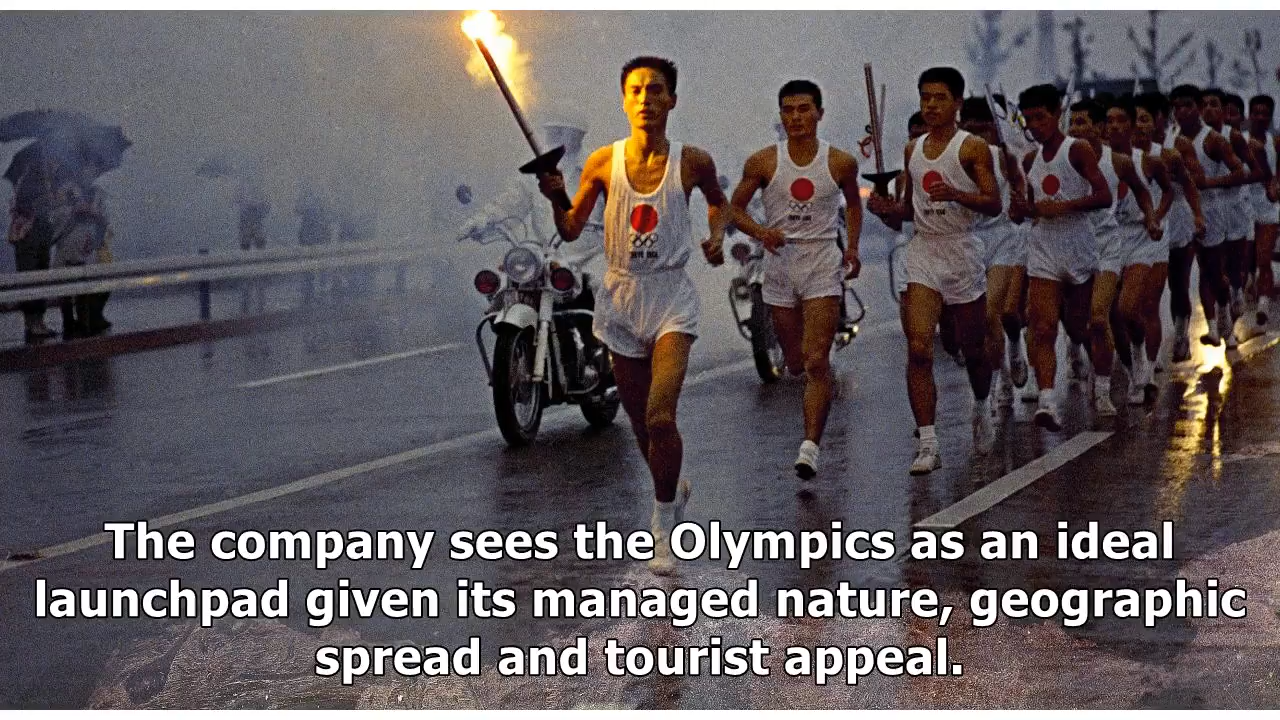 The company sees the Olympics as an ideal
launchpad given its managed nature, geographic
spread and tourist appeal.